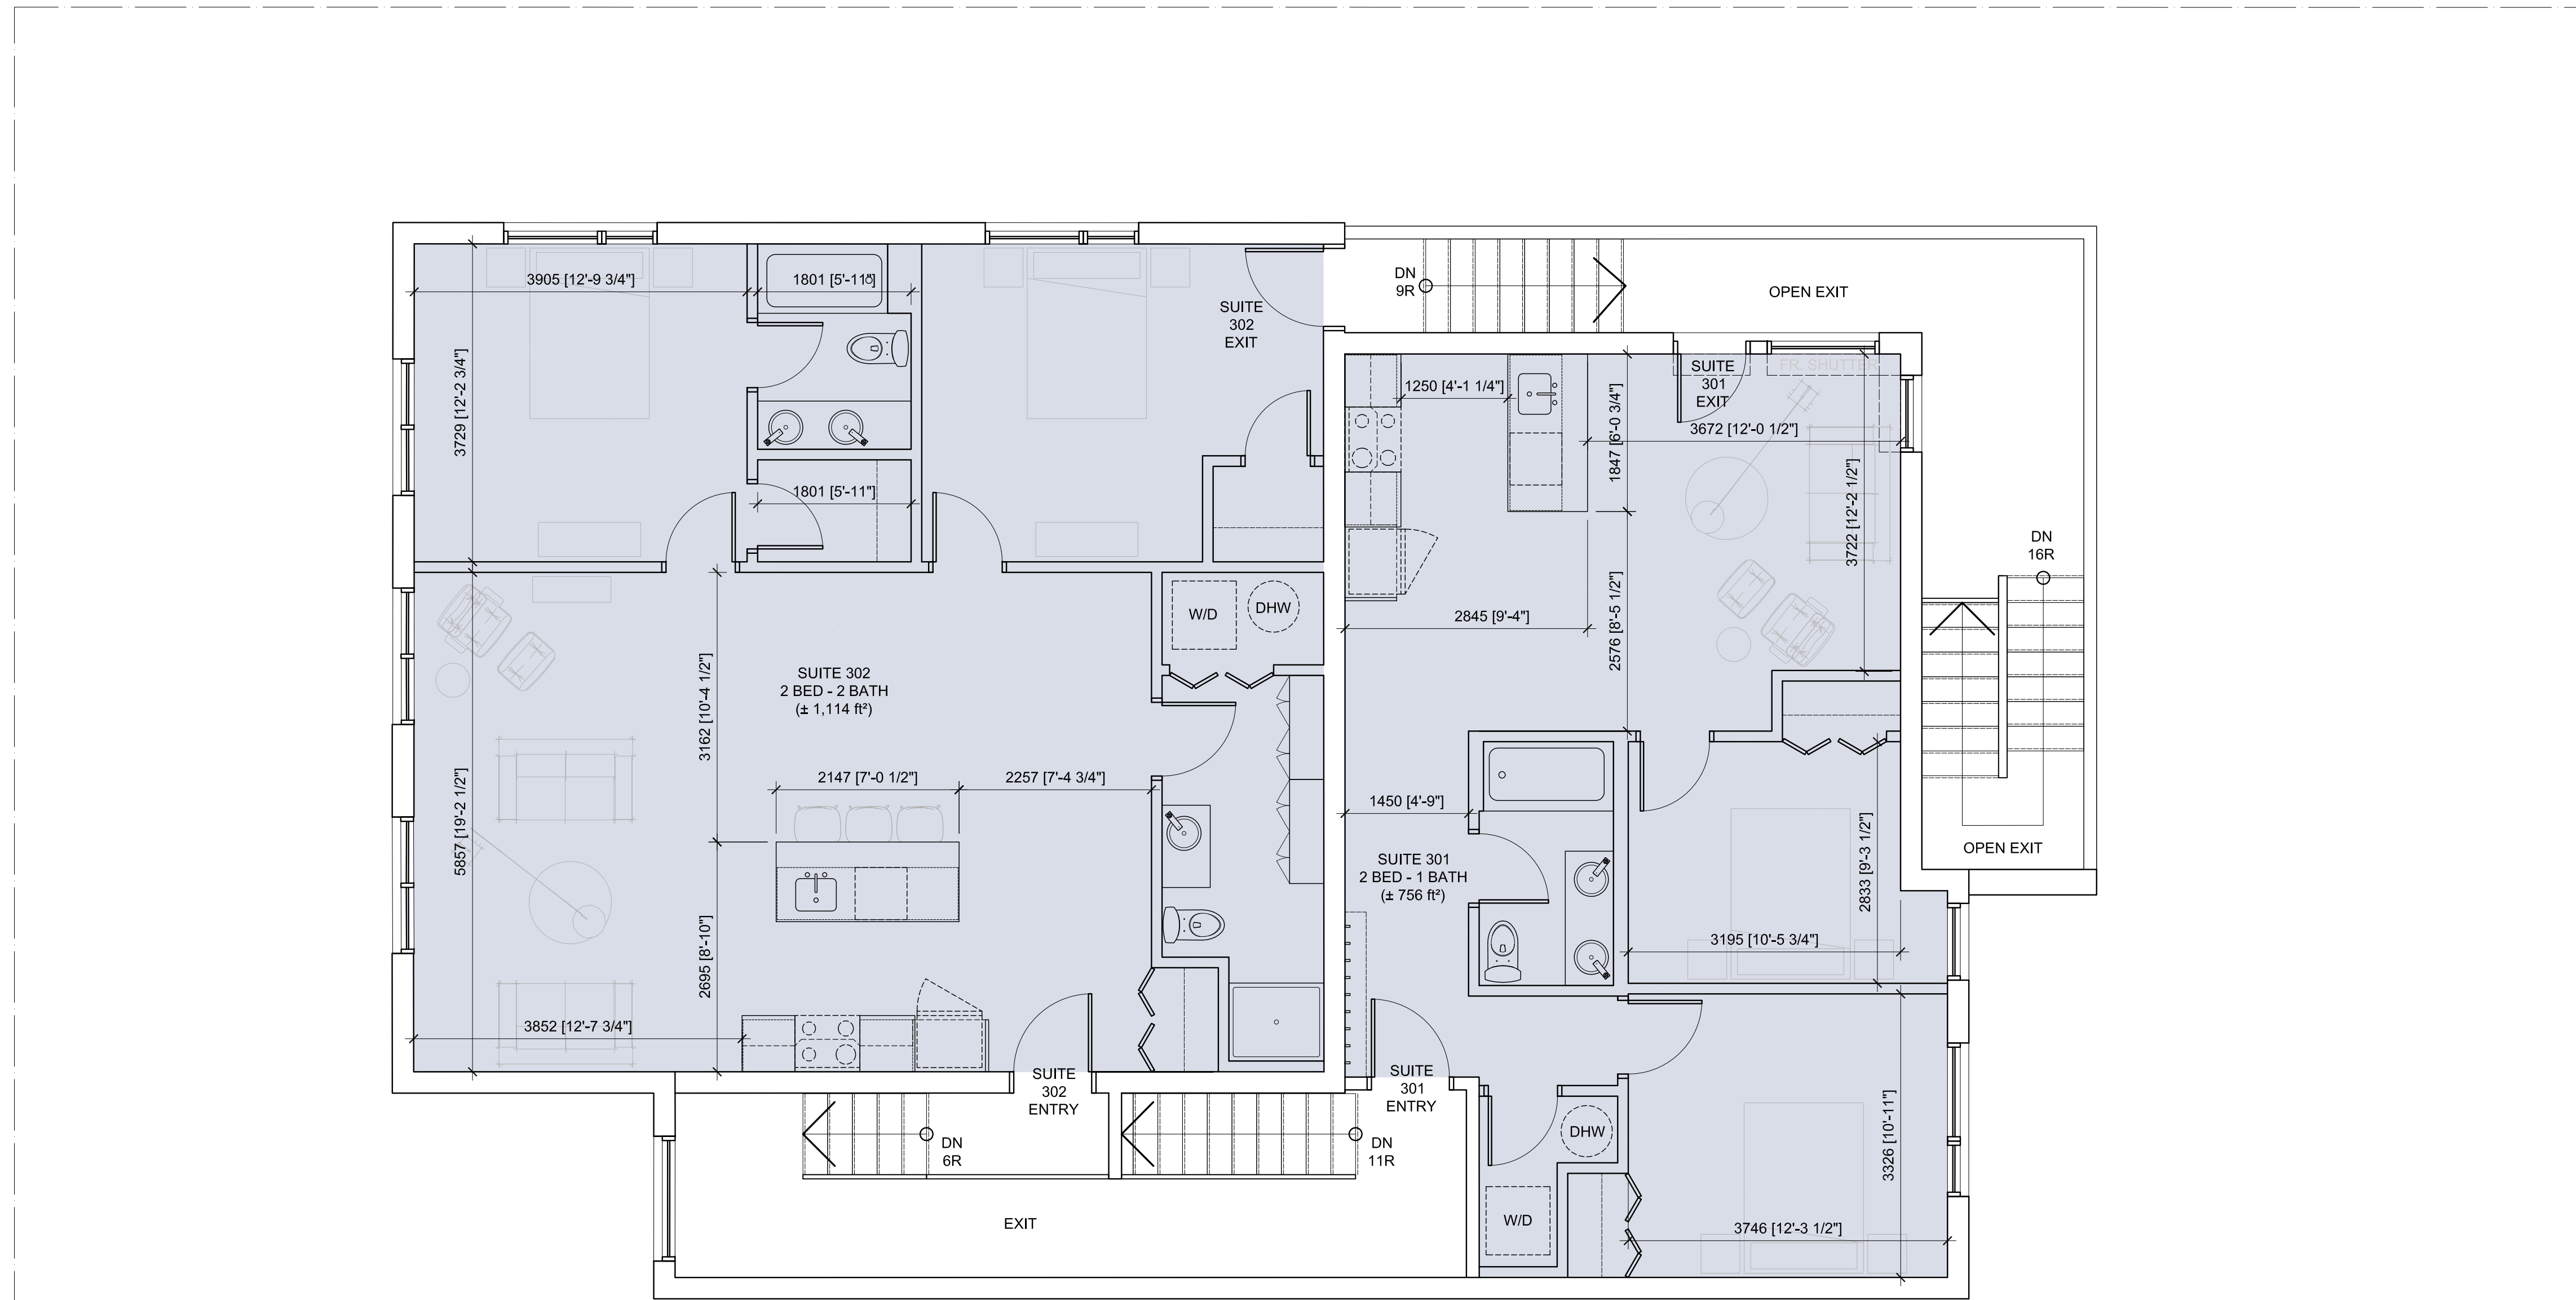 3905 [12'-9 3/4"]
1801 [5'-11"]
SUITE
302
EXIT
DN
9R
OPEN EXIT
3729 [12'-2 3/4"]
1801 [5'-11"]
1250 [4'-1 1/4"]
1847 [6'-0 3/4"]
SUITE
301
EXIT
FR. SHUTTER
3672 [12'-0 1/2"]
3722 [12'-2 1/2"]
DN
16R
W/D
DHW
2845 [9'-4"]
2576 [8'-5 1/2"]
SUITE 302
2 BED - 2 BATH
(± 1,114 ft²)
3162 [10'-4 1/2"]
5857 [19'-2 1/2"]
2147 [7'-0 1/2"]
2257 [7'-4 3/4"]
1450 [4'-9"]
SUITE 301
2 BED - 1 BATH
(± 756 ft²)
2833 [9'-3 1/2"]
OPEN EXIT
3195 [10'-5 3/4"]
2695 [8'-10"]
3852 [12'-7 3/4"]
SUITE
302
ENTRY
SUITE
301
ENTRY
DN
6R
DN
11R
DHW
3326 [10'-11"]
EXIT
W/D
3746 [12'-3 1/2"]